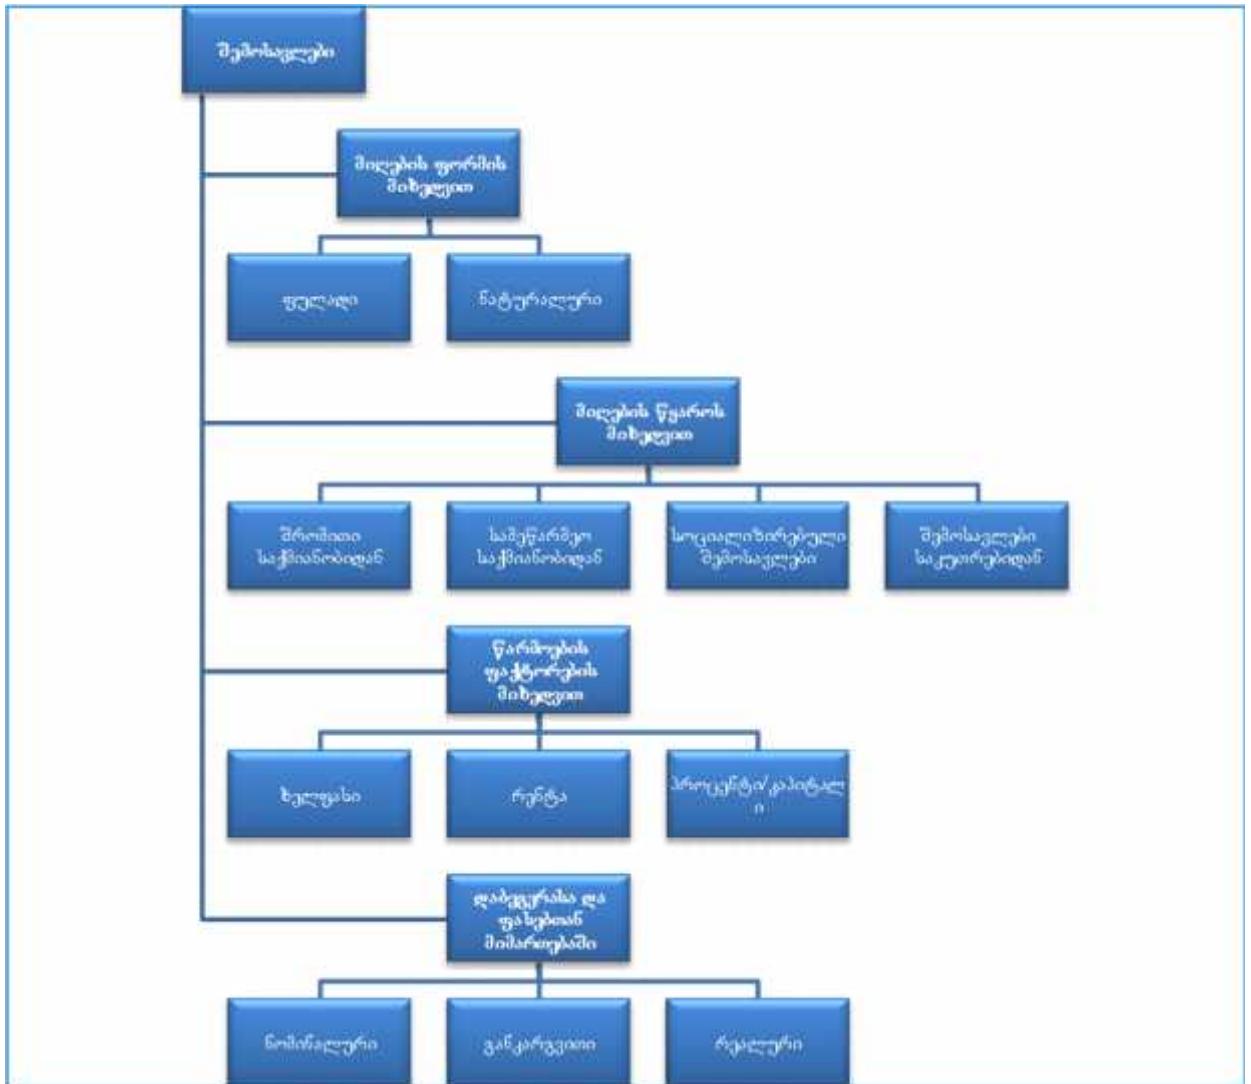 შემოსავლები
მიღების ფორმის
მიხედვით
ფულადი
ნატურალური
მიღების წყაროს
მიხედვით
შრომითი
საქმიანობიდან
სამეწარმეო
საქმიანობიდან
სოციალიზირებული
შემოსავლები
შემოსავლები
საკუთრებიდან
წარმოების
ფაქტორების
მიხედვით
ხელფასი
რენტა
პროცენტი/კაპიტალ
ი
დაბეგვრასა და
ფასებთან
მიმართებაში
ნომინალური
განკარგვითი
რეალური